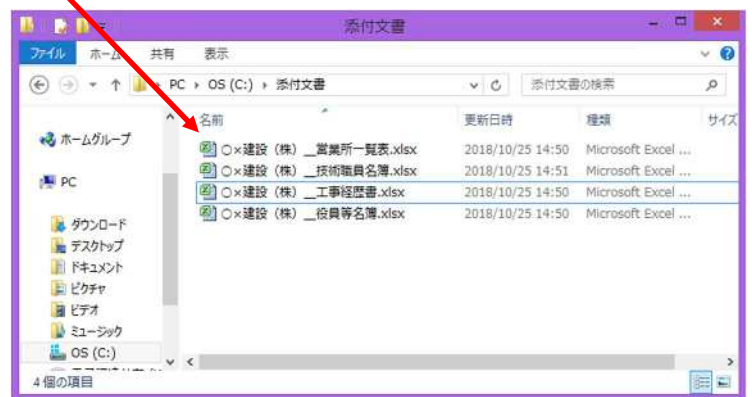 添付文書
ファイル ホーム 共有 表示
PC ▸ OS (C:) ▸ 添付文書 添付文書の検索
名前 更新日時 種類 サイズ
ホームグループ
PC
ダウンロード
デスクトップ
ドキュメント
ピクチャ
ビデオ
ミュージック
OS (C:)
○×建設(株)__営業所一覧表.xlsx 2018/10/25 14:50 Microsoft Excel ...
○×建設(株)__技術職員名簿.xlsx 2018/10/25 14:51 Microsoft Excel ...
○×建設(株)__工事経歴書.xlsx 2018/10/25 14:50 Microsoft Excel ...
○×建設(株)__役員等名簿.xlsx 2018/10/25 14:50 Microsoft Excel ...
4 個の項目